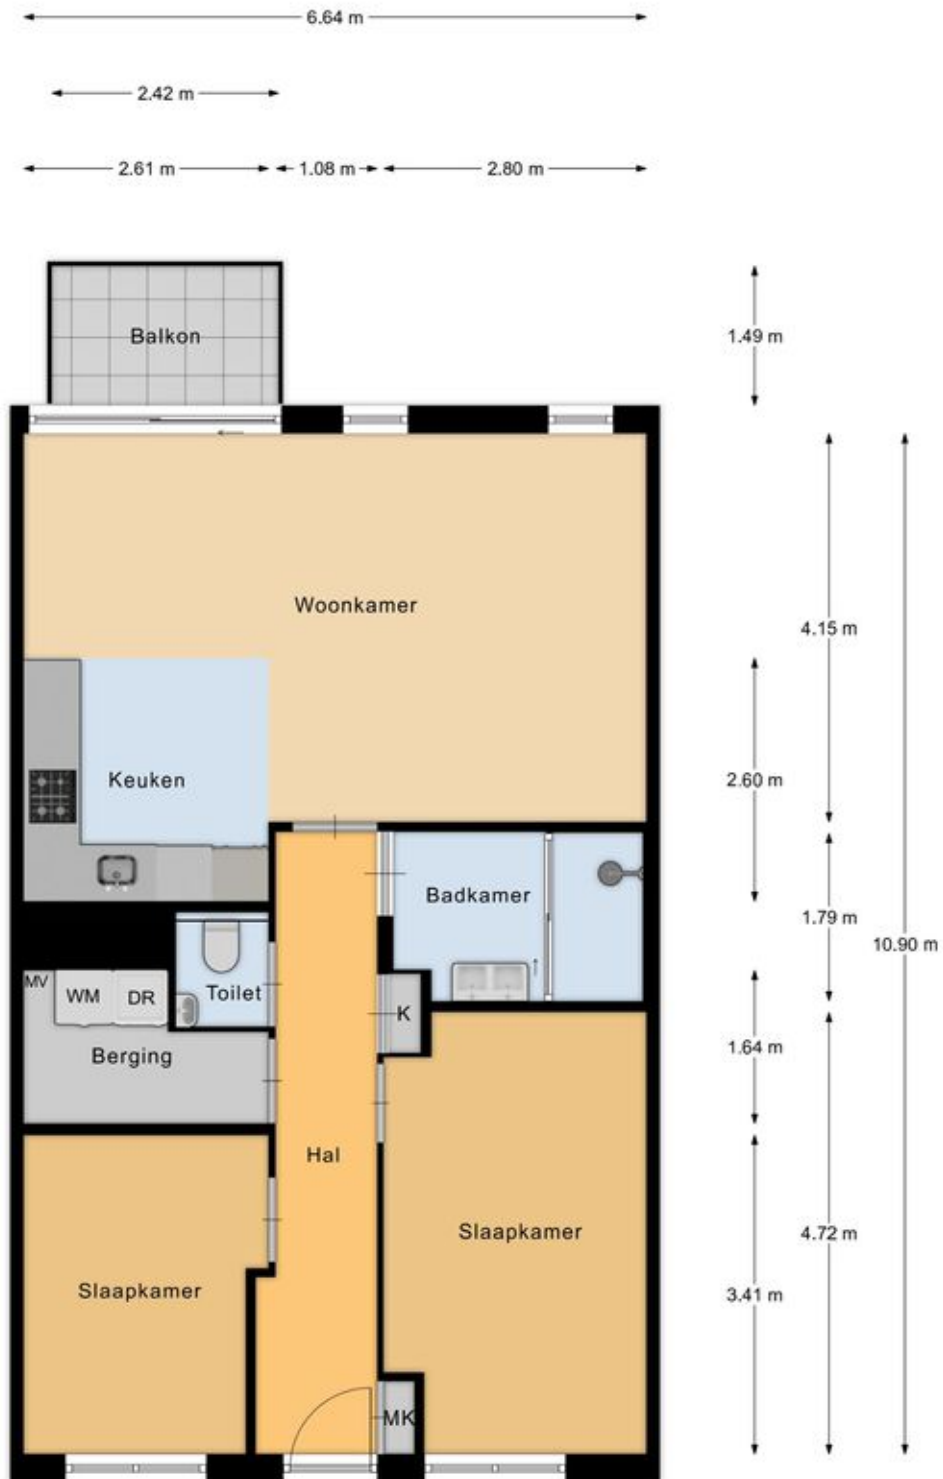 6.64 m
2.42 m
2.61 m
1.08 m
2.80 m
Balkon
1.49 m
Woonkamer
4.15 m
Keuken
2.60 m
Badkamer
1.79 m
10.90 m
MV
WM
DR
Toilet
K
Berging
1.64 m
Hal
Slaapkamer
4.72 m
Slaapkamer
3.41 m
MK